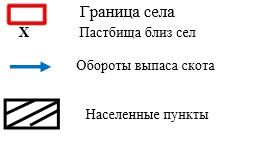 Граница села
X Пастбища близ сел
Обороты выпаса скота
Населенные пункты